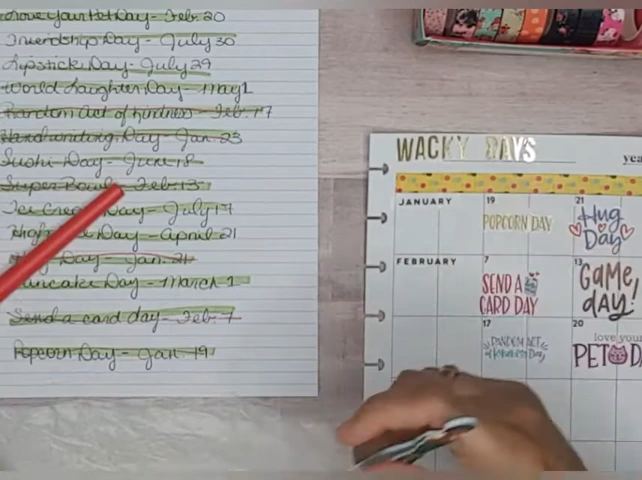 Love Your Pet Day - Feb. 20
Friendship Day - July 30
Lipstick Day - July 29
World Laughter Day - May 1
Random Act of Kindness - Feb. 17
Handwriting Day - Jan. 23
Sushi Day - June 18
Super Bowl - Feb 13
Ice Cream Day - July 17
Day - April 21
Hug Day - Jan. 21
Pancake Day - March 1
Send a card day - Feb. 7
Popcorn Day - Jan 19
WACKY DAYS
yea
JANUARY
19
POPCORN DAY
21
Hug
Day
FEBRUARY
7
SEND A
CARD DAY
13
GAME
day!
17
RANDOM ACT
of Kindness Day
20
love your
PET DA